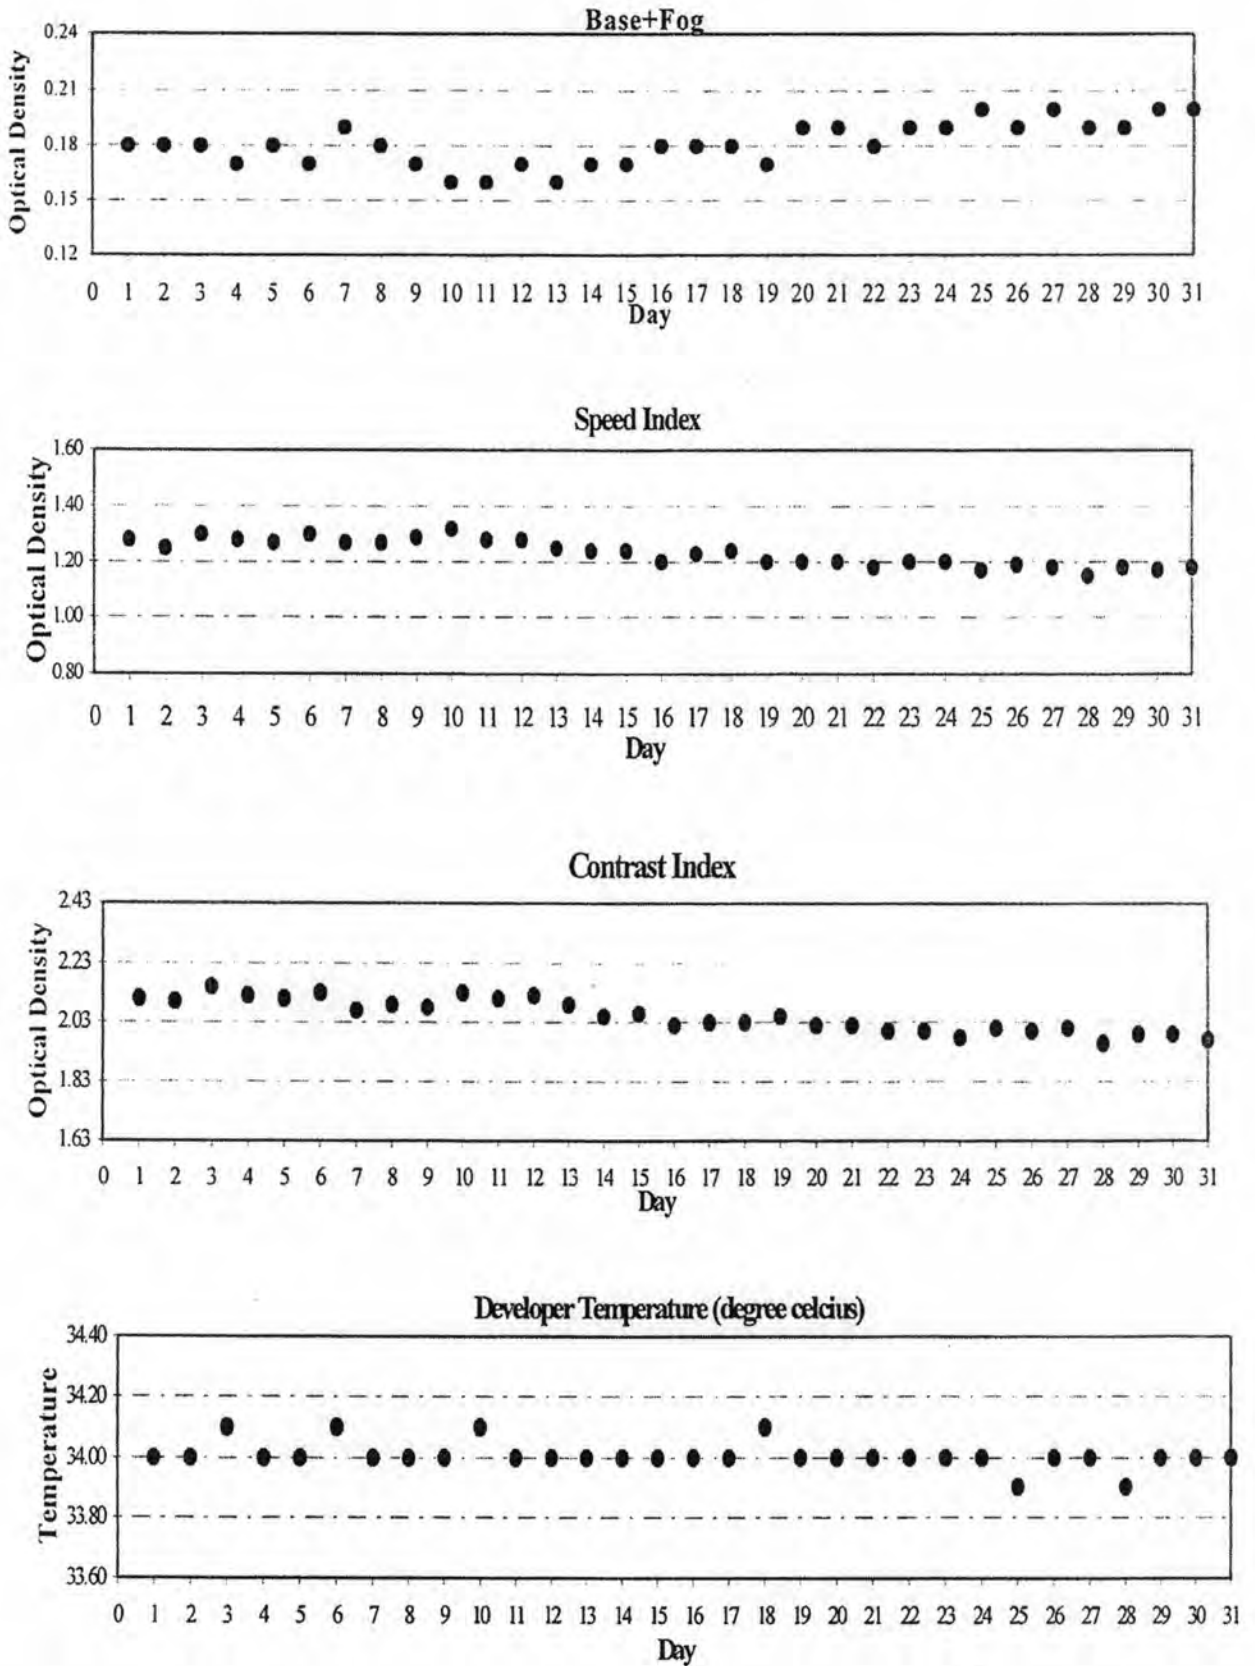 Base+Fog
Optical Density
0.24
0.21
0.18
0.15
0.12
0 1 2 3 4 5 6 7 8 9 10 11 12 13 14 15 16 17 18 19 20 21 22 23 24 25 26 27 28 29 30 31
Day
Speed Index
Optical Density
1.60
1.40
1.20
1.00
0.80
0 1 2 3 4 5 6 7 8 9 10 11 12 13 14 15 16 17 18 19 20 21 22 23 24 25 26 27 28 29 30 31
Day
Contrast Index
Optical Density
2.43
2.23
2.03
1.83
1.63
0 1 2 3 4 5 6 7 8 9 10 11 12 13 14 15 16 17 18 19 20 21 22 23 24 25 26 27 28 29 30 31
Day
Developer Temperature (degree celcius)
Temperature
34.40
34.20
34.00
33.80
33.60
0 1 2 3 4 5 6 7 8 9 10 11 12 13 14 15 16 17 18 19 20 21 22 23 24 25 26 27 28 29 30 31
Day